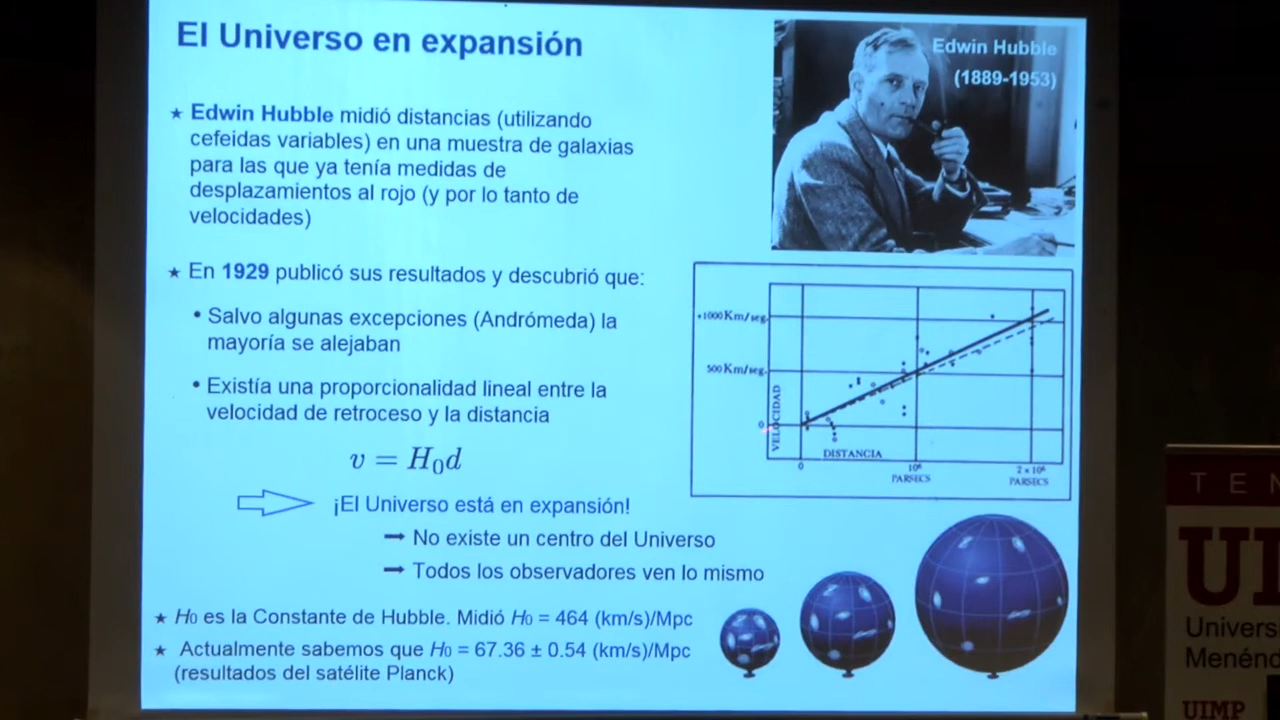 El Universo en expansión
Edwin Hubble
(1889-1953)
★ Edwin Hubble midió distancias (utilizando
cefeidas variables) en una muestra de galaxias
para las que ya tenía medidas de
desplazamientos al rojo (y por lo tanto de
velocidades)
★ En 1929 publicó sus resultados y descubrió que:
• Salvo algunas excepciones (Andrómeda) la
mayoría se alejaban
• Existía una proporcionalidad lineal entre la
velocidad de retroceso y la distancia
v = H₀d
¡El Universo está en expansión!
➞ No existe un centro del Universo
➞ Todos los observadores ven lo mismo
★ H0 es la Constante de Hubble. Midió H0 = 464 (km/s)/Mpc
★ Actualmente sabemos que H0 = 67.36 ± 0.54 (km/s)/Mpc
(resultados del satélite Planck)
+1000 Km/seg.
500 Km/seg.
0
VELOCIDAD
DISTANCIA
0
10⁶
PARSECS
2 x 10⁶
PARSECS
TEN
UI
Univers
Menénd
UIMP